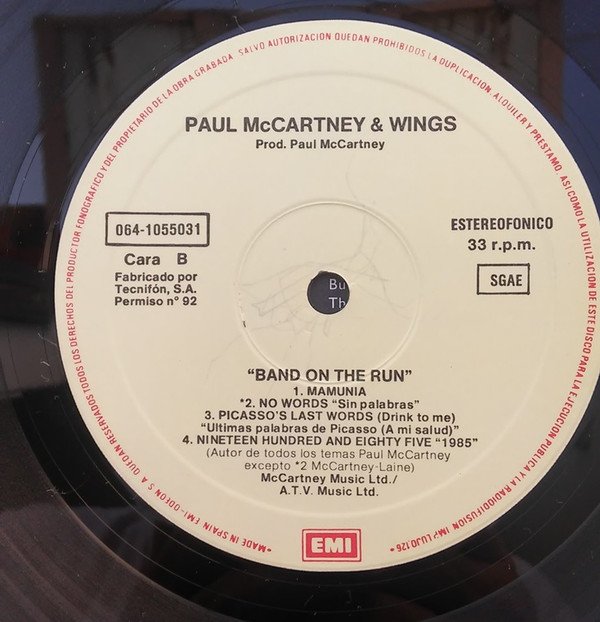 SALVO AUTORIZACION QUEDAN PROHIBIDOS LA DUPLICACION, ALQUILER Y PRESTAMO, ASI COMO LA UTILIZACION DE ESTE DISCO PARA LA EJECUCION PUBLICA Y LA RADIODIFUSION. IMP LUJO 126 •
• MADE IN SPAIN. EMI-ODEON S.A. QUEDAN RESERVADOS TODOS LOS DERECHOS DEL PRODUCTOR FONOGRAFICO Y DEL PROPIETARIO DE LA OBRA GRABADA.
PAUL McCARTNEY & WINGS
Prod. Paul McCartney
064-1055031
Cara B
Fabricado por
Tecnifón, S.A.
Permiso n° 92
ESTEREOFONICO
33 r.p.m.
SGAE
Bu
Th
"BAND ON THE RUN"
1. MAMUNIA
*2. NO WORDS "Sin palabras"
3. PICASSO'S LAST WORDS (Drink to me)
"Ultimas palabras de Picasso (A mi salud)"
4. NINETEEN HUNDRED AND EIGHTY FIVE "1985"
(Autor de todos los temas Paul McCartney
excepto *2 McCartney-Laine)
McCartney Music Ltd./
A.T.V. Music Ltd.
EMI